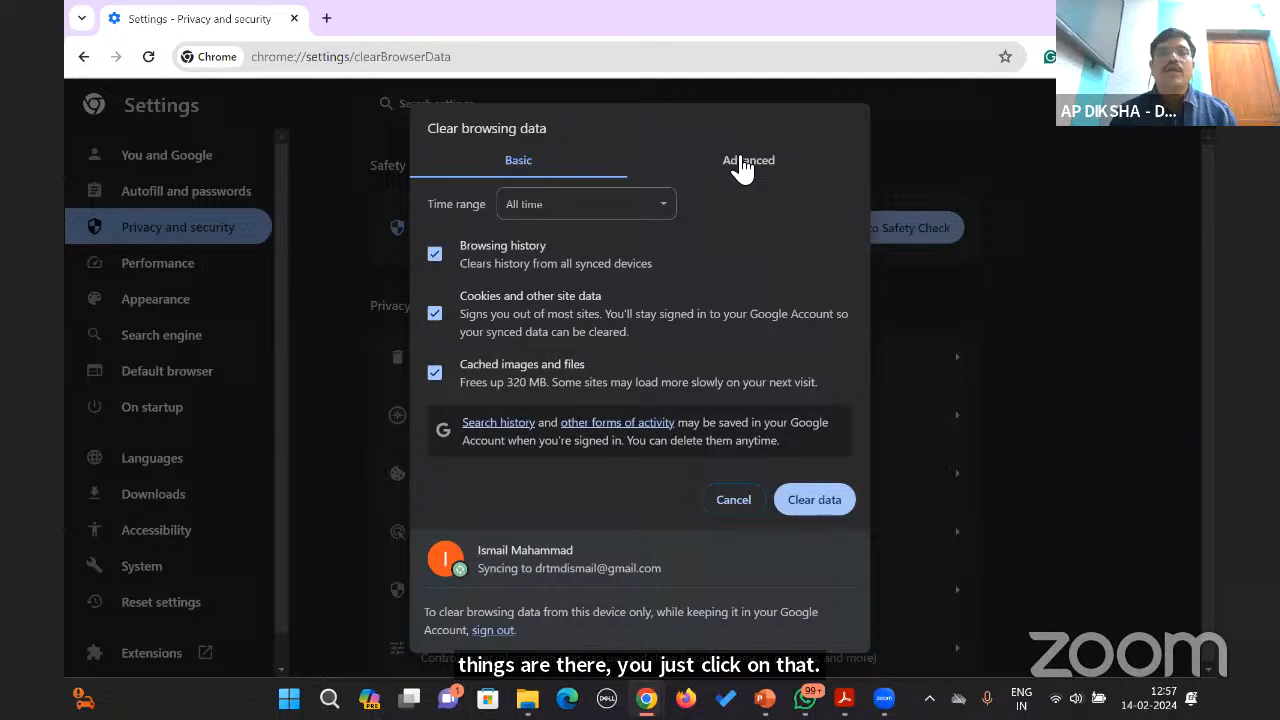 Settings - Privacy and security
Chrome
chrome://settings/clearBrowserData
AP DIKSHA - D...
Settings
You and Google
Autofill and passwords
Privacy and security
Performance
Appearance
Search engine
Default browser
On startup
Languages
Downloads
Accessibility
System
Reset settings
Extensions
Safety
to Safety Check
Privacy
Clear browsing data
Basic
Advanced
Time range
All time
Browsing history
Clears history from all synced devices
Cookies and other site data
Signs you out of most sites. You'll stay signed in to your Google Account so
your synced data can be cleared.
Cached images and files
Frees up 320 MB. Some sites may load more slowly on your next visit.
G
Search history and other forms of activity may be saved in your Google
Account when you're signed in. You can delete them anytime.
Cancel
Clear data
I
Ismail Mahammad
Syncing to drtmdismail@gmail.com
To clear browsing data from this device only, while keeping it in your Google
Account, sign out.
and more)
things are there, you just click on that.
zoom
PRE
1
DELL
99+
zoom
ENG
IN
12:57
14-02-2024